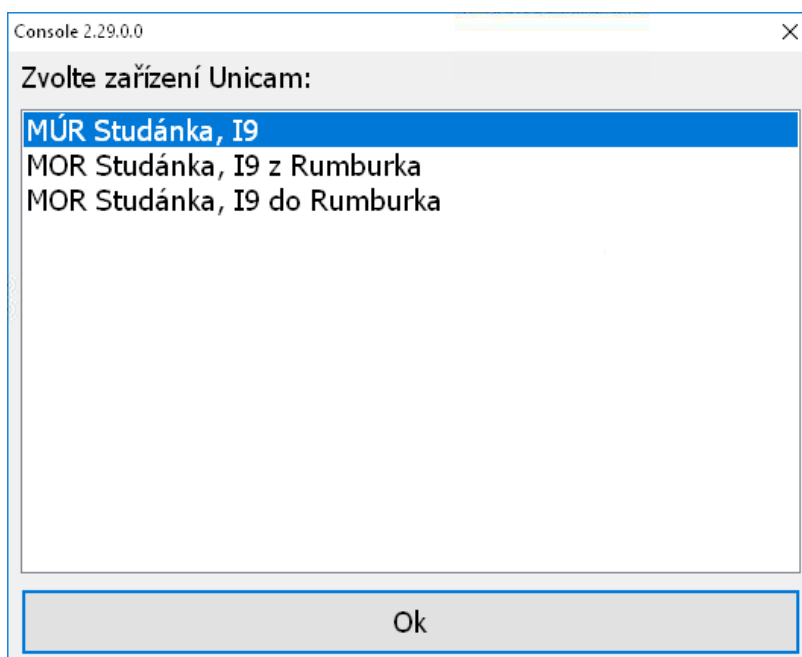 Console 2.29.0.0
Zvolte zařízení Unicam:
MÚR Studánka, I9
MOR Studánka, I9 z Rumburka
MOR Studánka, I9 do Rumburka
Ok